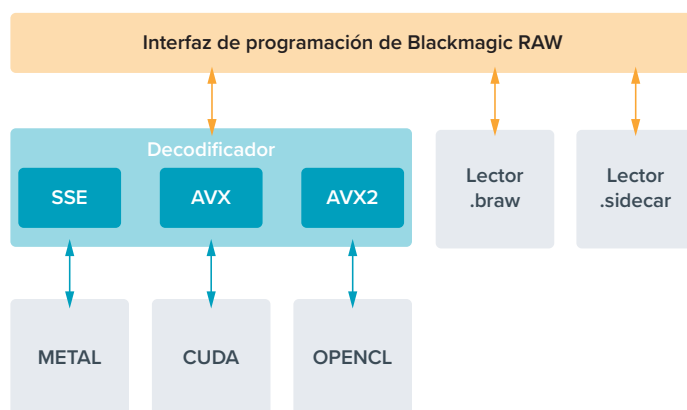 Interfaz de programación de Blackmagic RAW
Decodificador
SSE
AVX
AVX2
Lector
.braw
Lector
.sidecar
METAL
CUDA
OPENCL